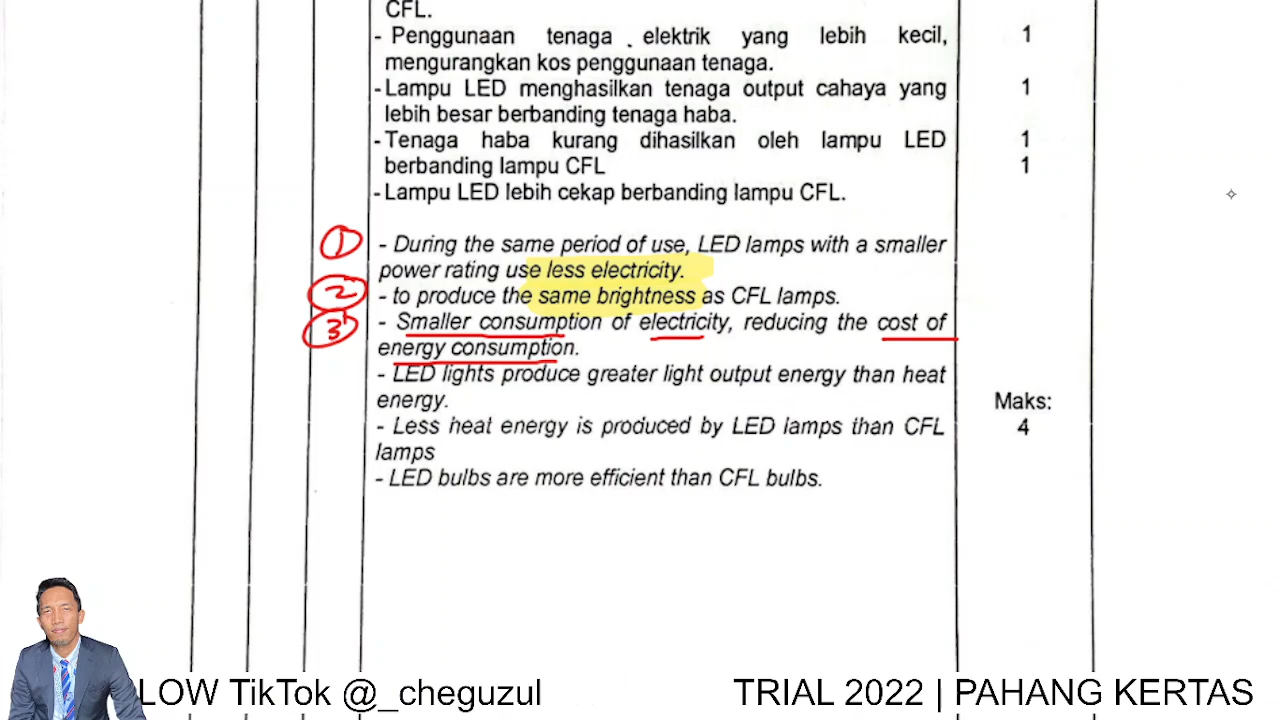 CFL.
- Penggunaan tenaga elektrik yang lebih kecil, 1
mengurangkan kos penggunaan tenaga.
- Lampu LED menghasilkan tenaga output cahaya yang 1
lebih besar berbanding tenaga haba.
- Tenaga haba kurang dihasilkan oleh lampu LED 1
berbanding lampu CFL 1
- Lampu LED lebih cekap berbanding lampu CFL.
1 - During the same period of use, LED lamps with a smaller
power rating use less electricity.
2 - to produce the same brightness as CFL lamps.
3 - Smaller consumption of electricity, reducing the cost of
energy consumption.
- LED lights produce greater light output energy than heat
energy. Maks:
- Less heat energy is produced by LED lamps than CFL 4
lamps
- LED bulbs are more efficient than CFL bulbs.
LOW TikTok @_cheguzul TRIAL 2022 | PAHANG KERTAS